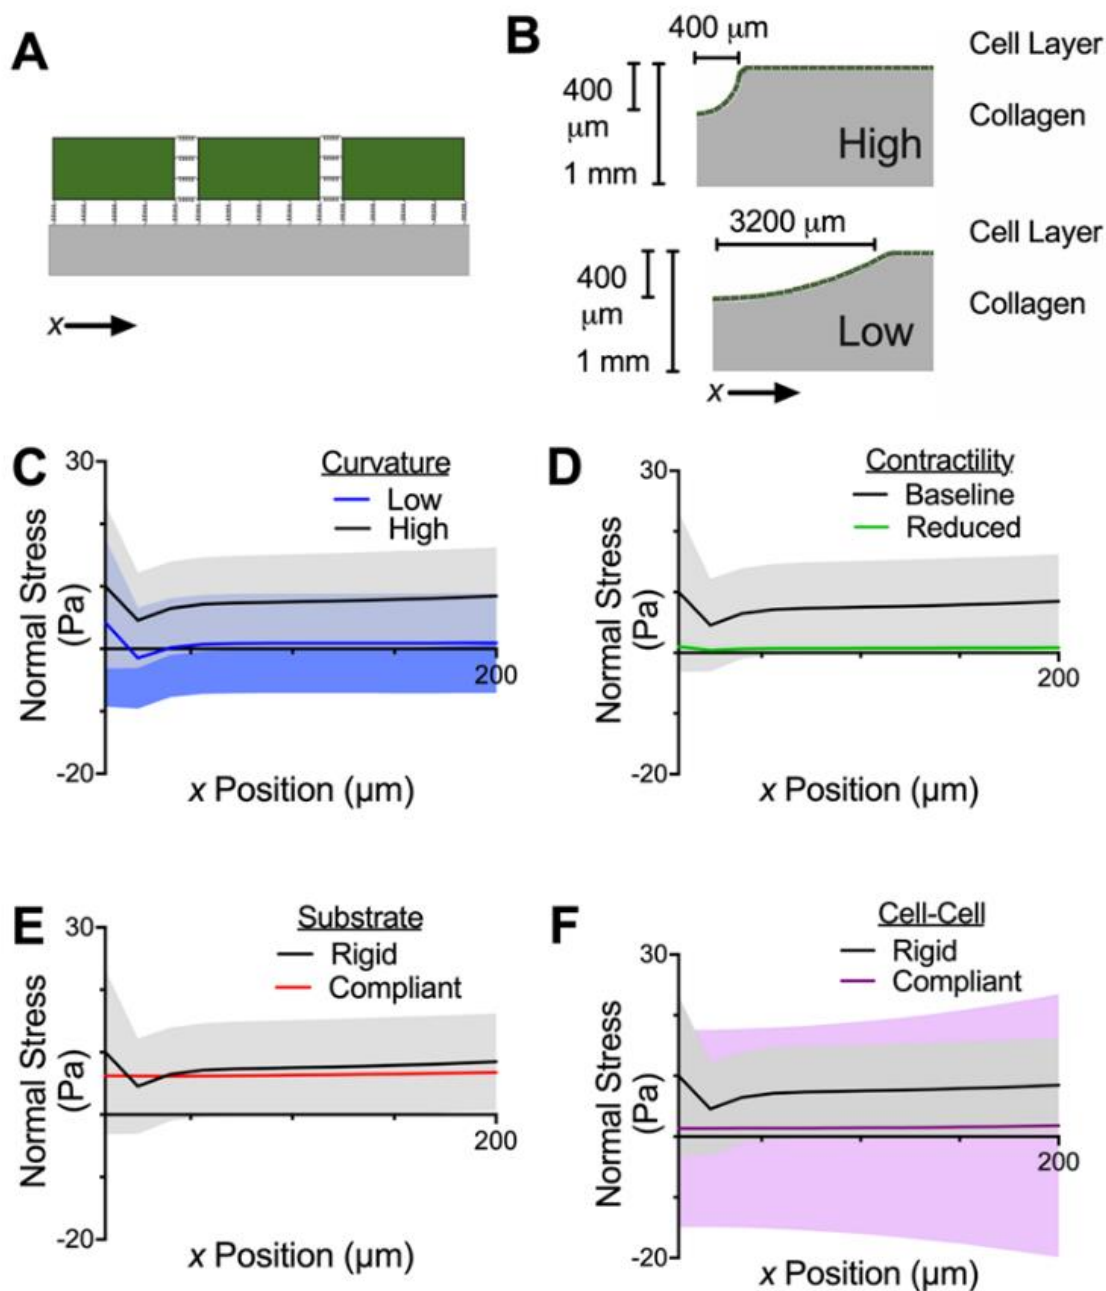 A
x
B
400 μm
400
μm
1 mm
High
Cell Layer
Collagen
3200 μm
400
μm
1 mm
Low
Cell Layer
Collagen
x
C
30
Normal Stress
(Pa)
-20
Curvature
Low
High
200
x Position (μm)
D
30
Normal Stress
(Pa)
-20
Contractility
Baseline
Reduced
200
x Position (μm)
E
30
Normal Stress
(Pa)
-20
Substrate
Rigid
Compliant
200
x Position (μm)
F
30
Normal Stress
(Pa)
-20
Cell-Cell
Rigid
Compliant
200
x Position (μm)